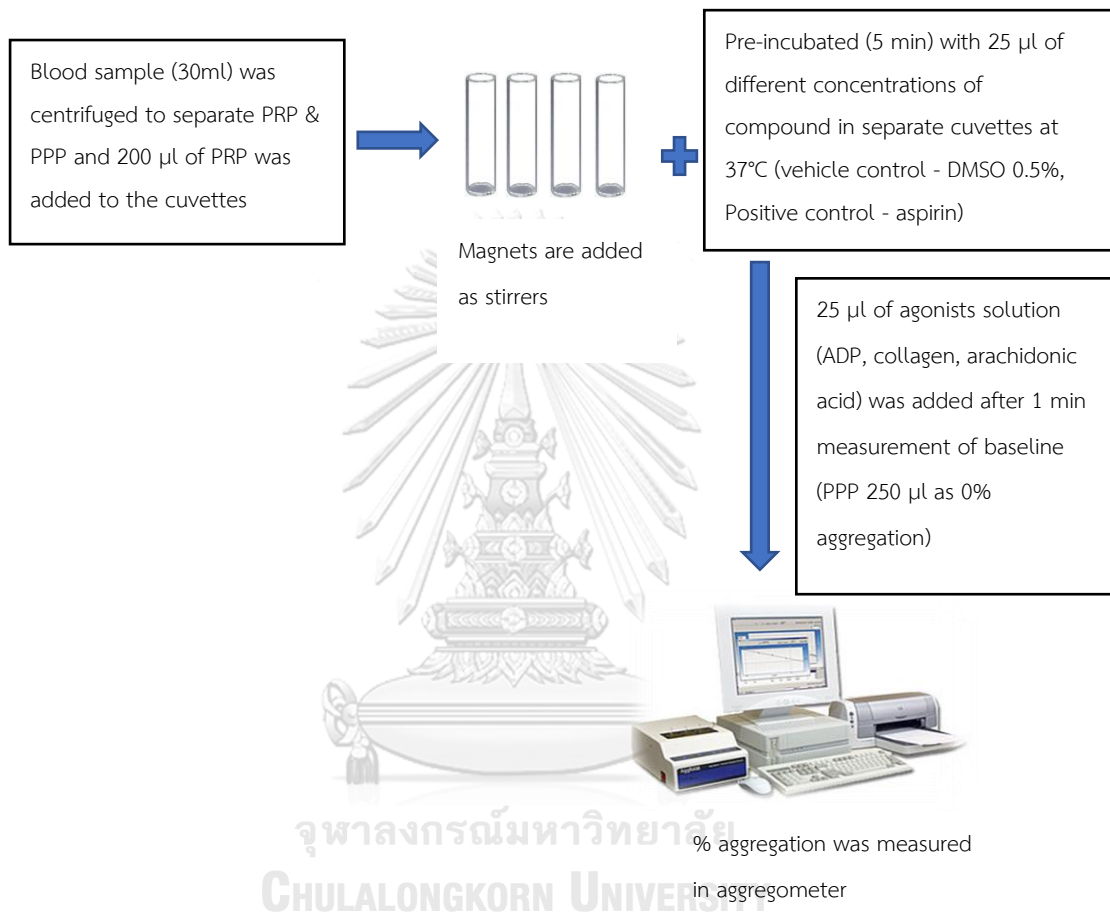 Blood sample (30ml) was
centrifuged to separate PRP &
PPP and 200 µl of PRP was
added to the cuvettes
Magnets are added
as stirrers
Pre-incubated (5 min) with 25 µl of
different concentrations of
compound in separate cuvettes at
37°C (vehicle control - DMSO 0.5%,
Positive control - aspirin)
25 µl of agonists solution
(ADP, collagen, arachidonic
acid) was added after 1 min
measurement of baseline
(PPP 250 µl as 0%
aggregation)
% aggregation was measured
in aggregometer
จุฬาลงกรณ์มหาวิทยาลัย
CHULALONGKORN UNIVERSITY